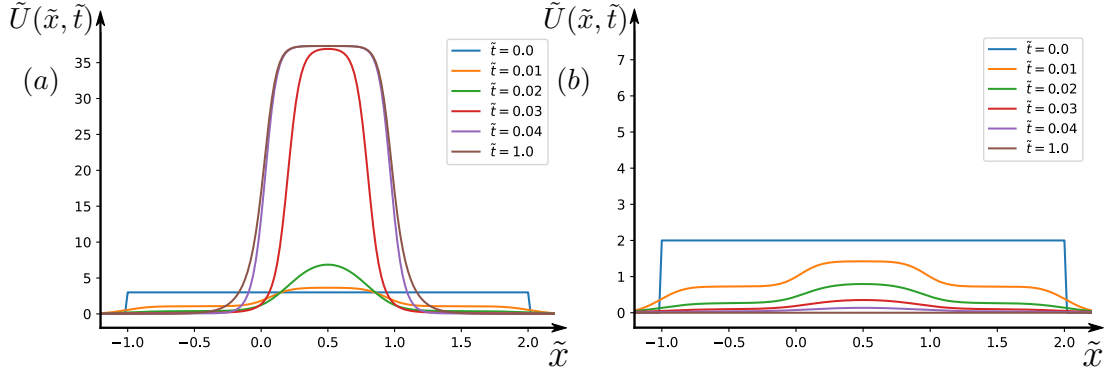 Ũ(x̃, t̃)
(a)
35
30
25
20
15
10
5
0
t̃ = 0.0
t̃ = 0.01
t̃ = 0.02
t̃ = 0.03
t̃ = 0.04
t̃ = 1.0
−1.0 −0.5 0.0 0.5 1.0 1.5 2.0
x̃
Ũ(x̃, t̃)
(b)
7
6
5
4
3
2
1
0
t̃ = 0.0
t̃ = 0.01
t̃ = 0.02
t̃ = 0.03
t̃ = 0.04
t̃ = 1.0
−1.0 −0.5 0.0 0.5 1.0 1.5 2.0
x̃